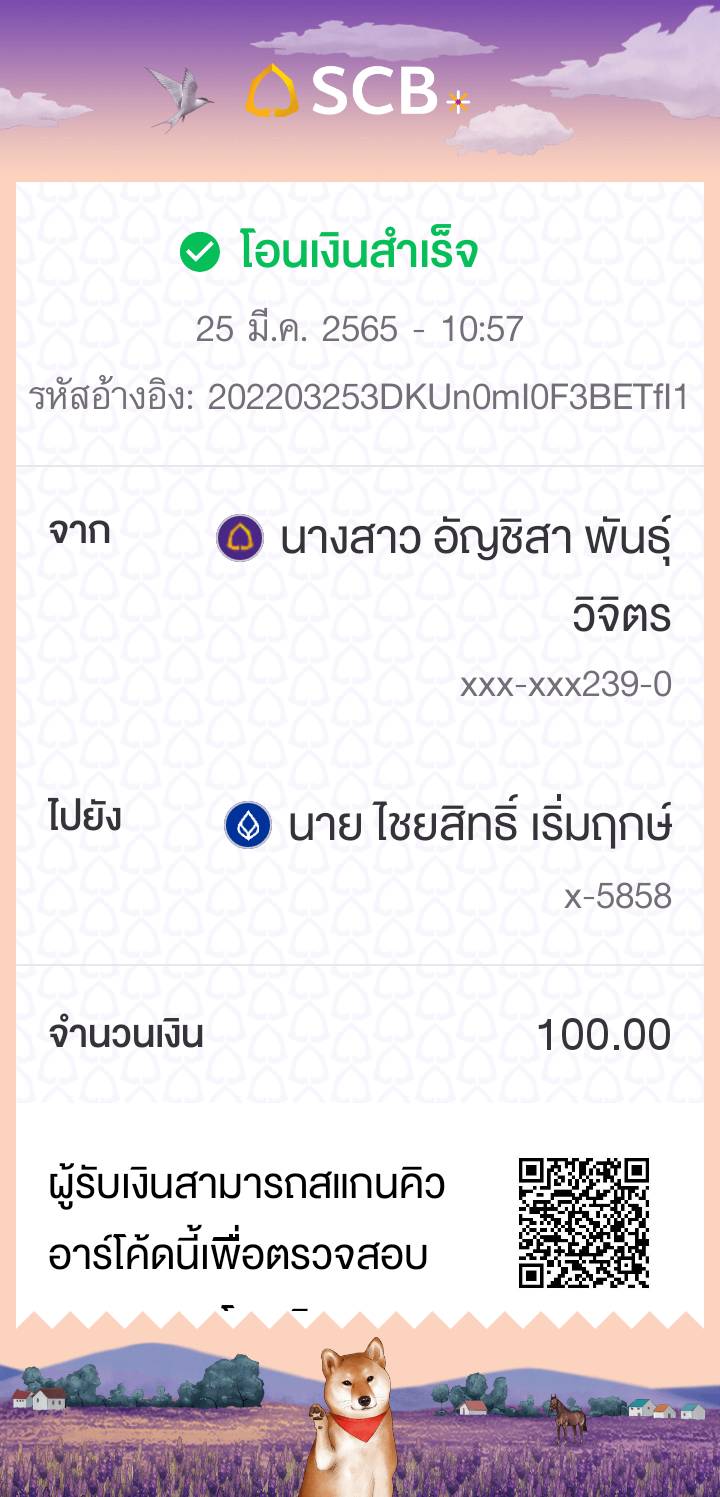 SCB
โอนเงินสำเร็จ
25 มี.ค. 2565 - 10:57
รหัสอ้างอิง: 202203253DKUn0mI0F3BETfI1
จาก
นางสาว อัญชิสา พันธุ์
วิจิตร
xxx-xxx239-0
ไปยัง
นาย ไชยสิทธิ์ เริ่มฤกษ์
x-5858
จำนวนเงิน
100.00
ผู้รับเงินสามารถสแกนคิว
อาร์โค้ดนี้เพื่อตรวจสอบ